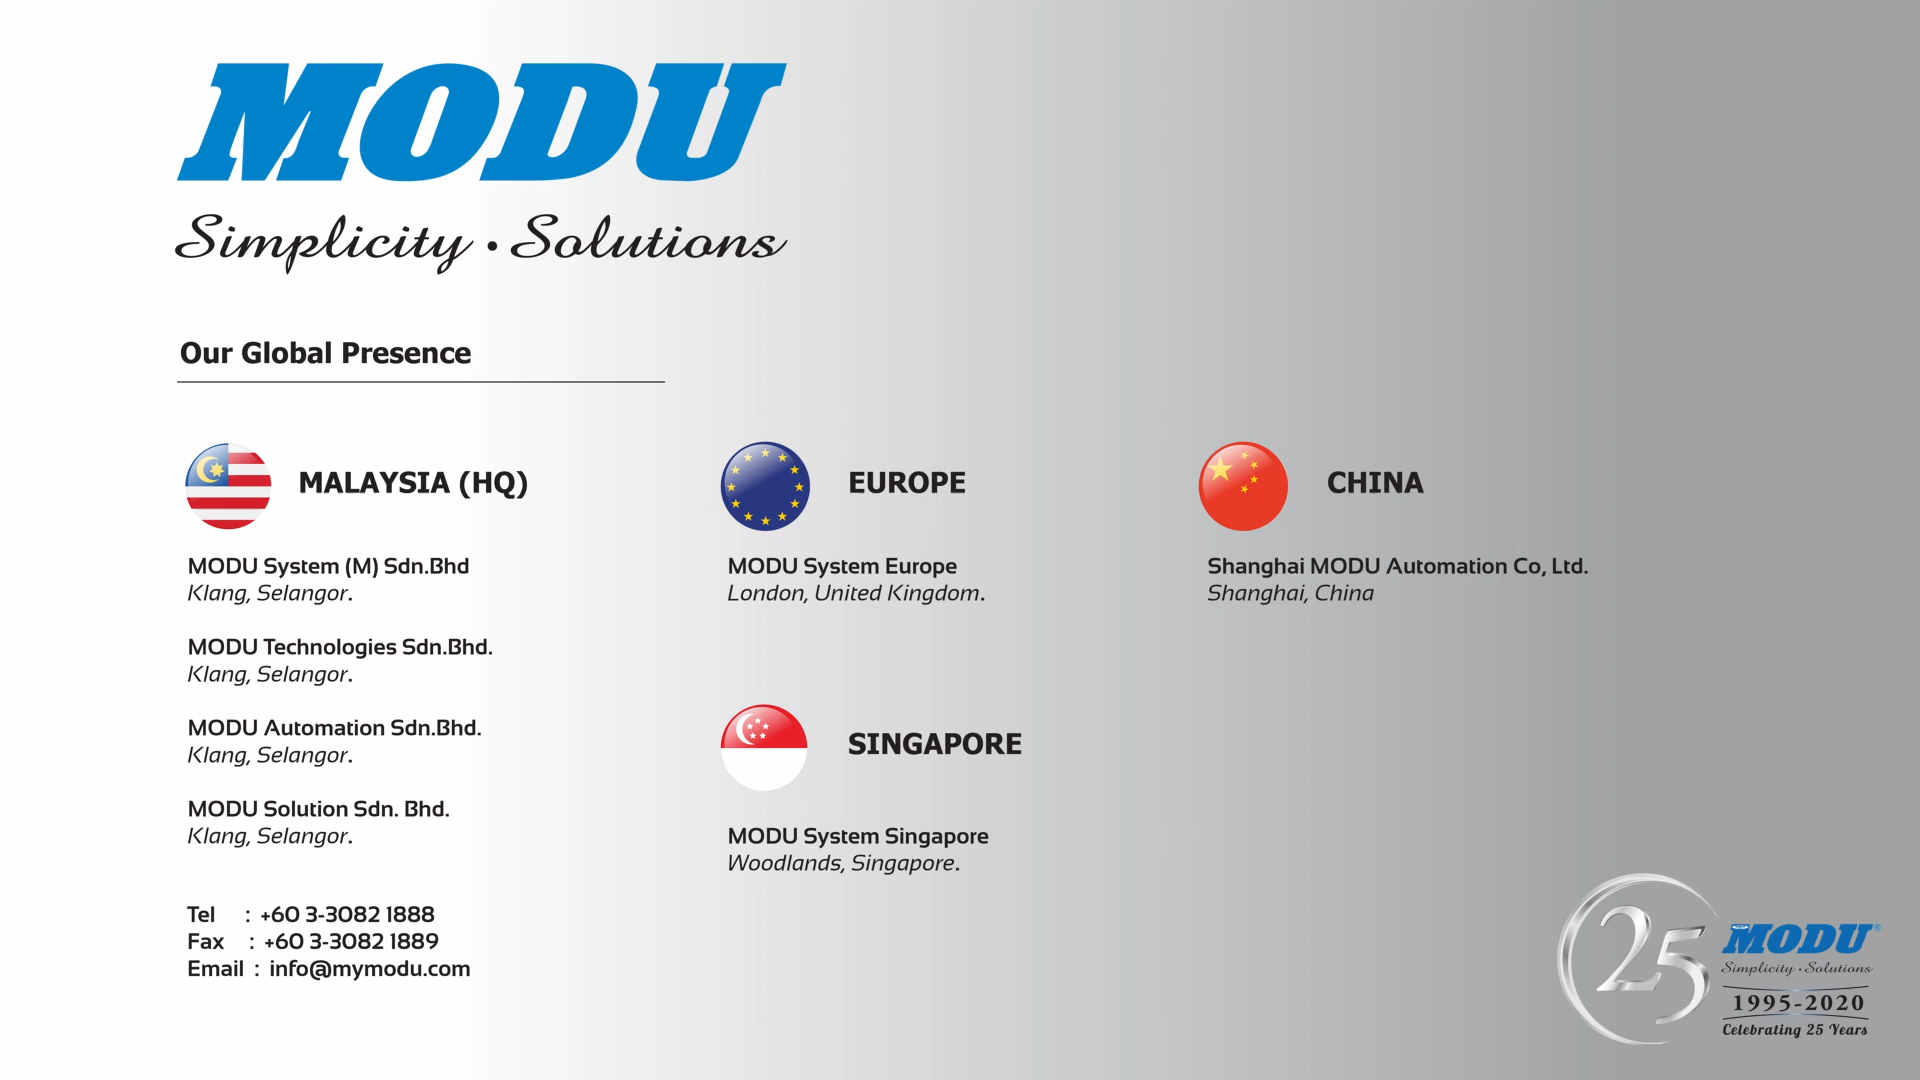 MODU
Simplicity · Solutions
Our Global Presence
MALAYSIA (HQ)
MODU System (M) Sdn.Bhd
Klang, Selangor.
MODU Technologies Sdn.Bhd.
Klang, Selangor.
MODU Automation Sdn.Bhd.
Klang, Selangor.
MODU Solution Sdn. Bhd.
Klang, Selangor.
Tel : +60 3-3082 1888
Fax : +60 3-3082 1889
Email : info@mymodu.com
EUROPE
MODU System Europe
London, United Kingdom.
SINGAPORE
MODU System Singapore
Woodlands, Singapore.
CHINA
Shanghai MODU Automation Co, Ltd.
Shanghai, China
25
MODU®
Simplicity · Solutions
1995-2020
Celebrating 25 Years